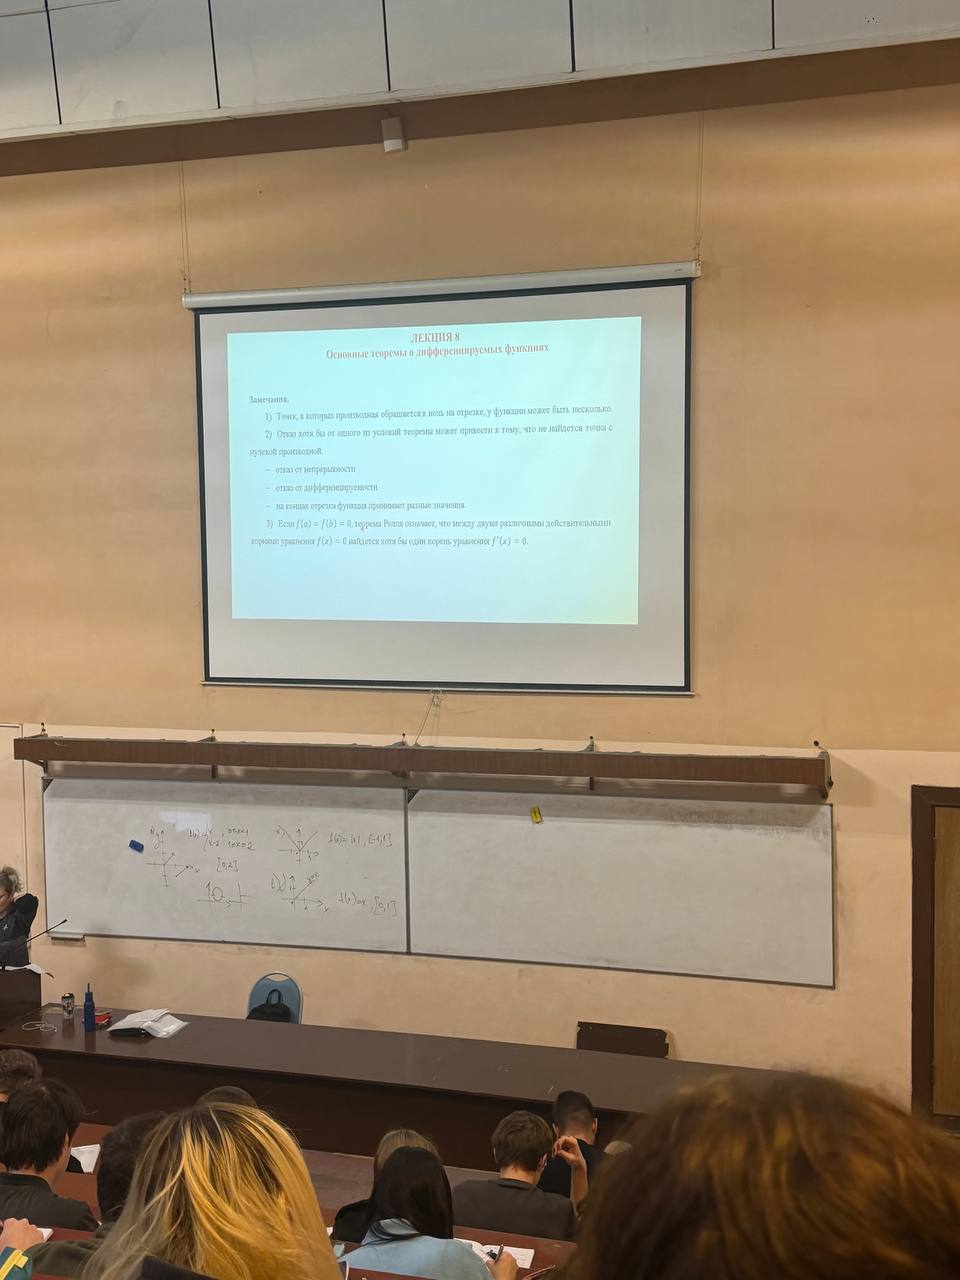 ЛЕКЦИЯ 8
Основные теоремы о дифференцируемых функциях
Замечания.
1) Точек, в которых производная обращается в ноль на отрезке, у функции может быть несколько.
2) Отказ хотя бы от одного из условий теоремы может привести к тому, что не найдется точки с
нулевой производной:
– отказ от непрерывности
– отказ от дифференцируемости
– на концах отрезка функция принимает разные значения.
3) Если f(a) = f(b) = 0, теорема Ролля означает, что между двумя различными действительными
корнями уравнения f(x) = 0 найдется хотя бы один корень уравнения f'(x) = 0.
[0,2]
f(x)=|x|, [-1,1]
f(x)=x, [0,1]